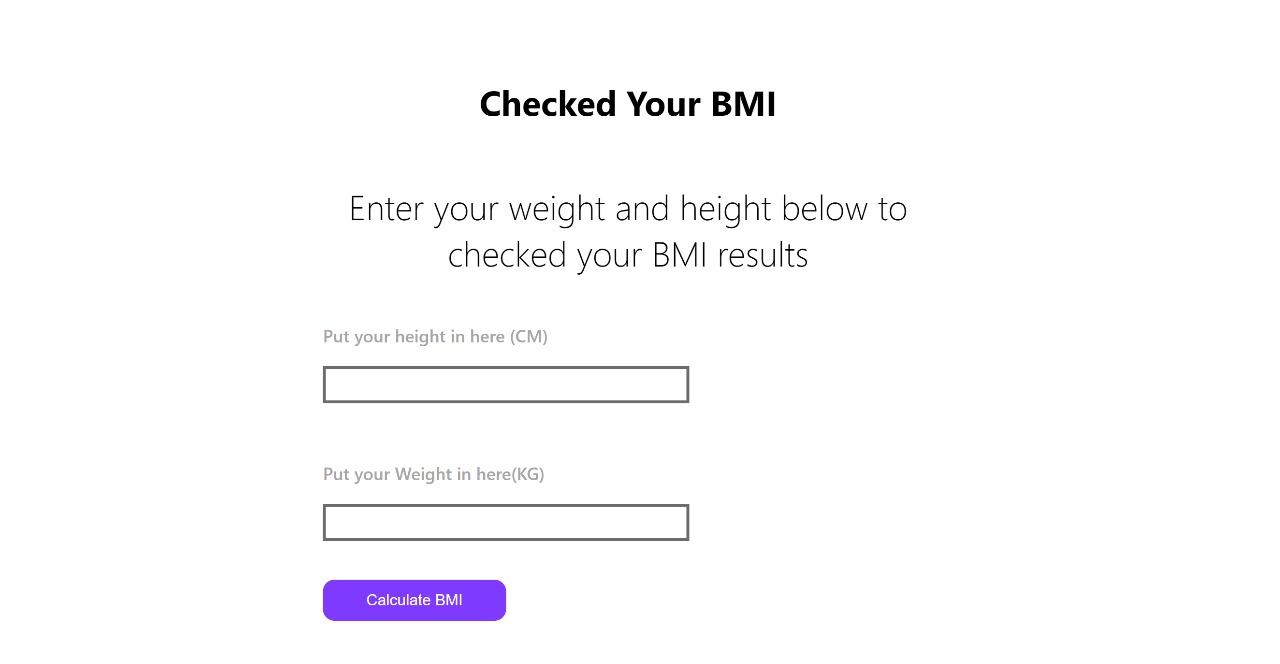 Checked Your BMI
Enter your weight and height below to
checked your BMI results
Put your height in here (CM)
Put your Weight in here(KG)
Calculate BMI